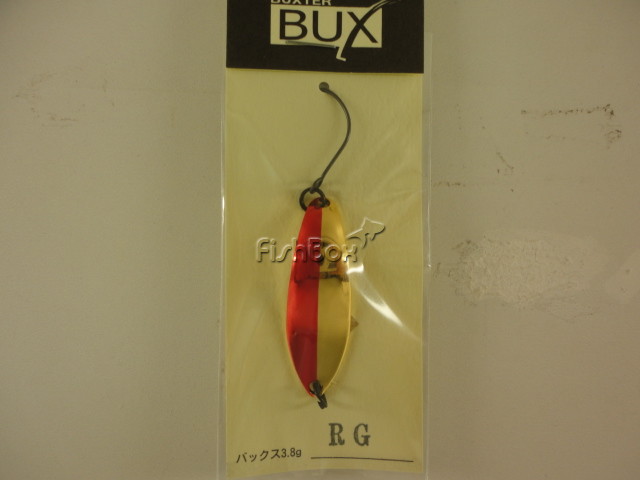 BUXTER
BUX
FishBox
RG
バックス3.8g